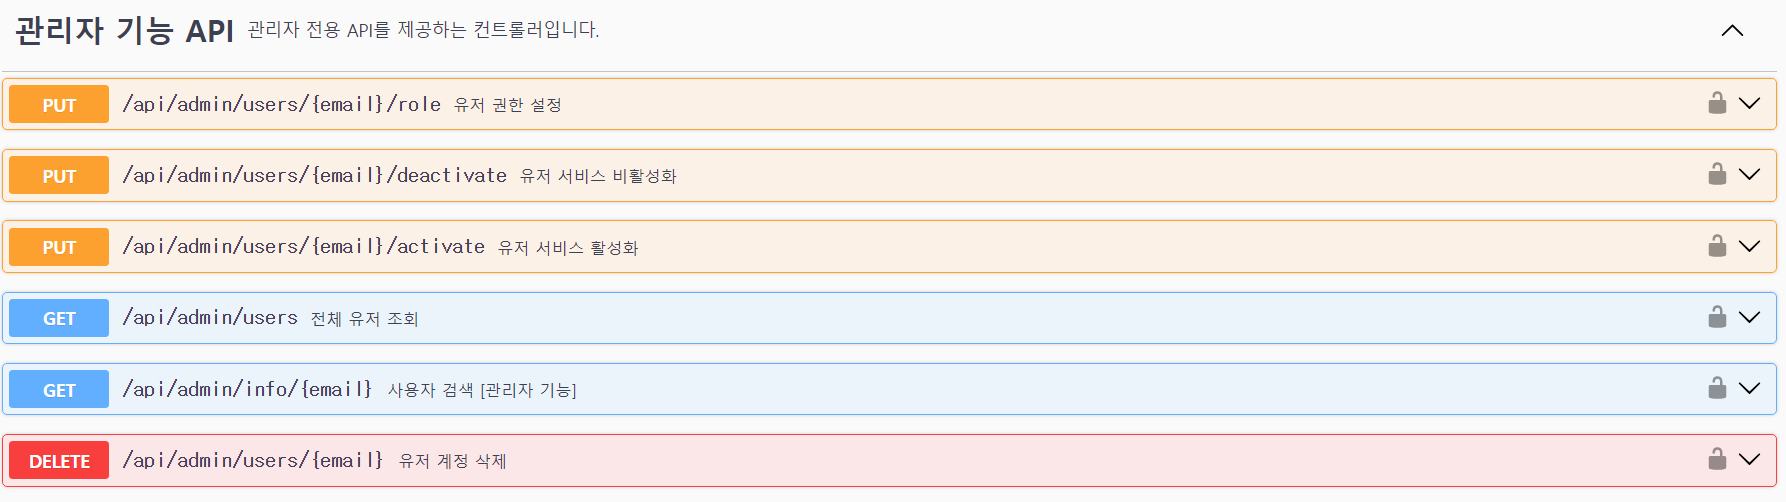 관리자 기능 API 관리자 전용 API를 제공하는 컨트롤러입니다.
PUT /api/admin/users/{email}/role 유저 권한 설정
PUT /api/admin/users/{email}/deactivate 유저 서비스 비활성화
PUT /api/admin/users/{email}/activate 유저 서비스 활성화
GET /api/admin/users 전체 유저 조회
GET /api/admin/info/{email} 사용자 검색 [관리자 기능]
DELETE /api/admin/users/{email} 유저 계정 삭제